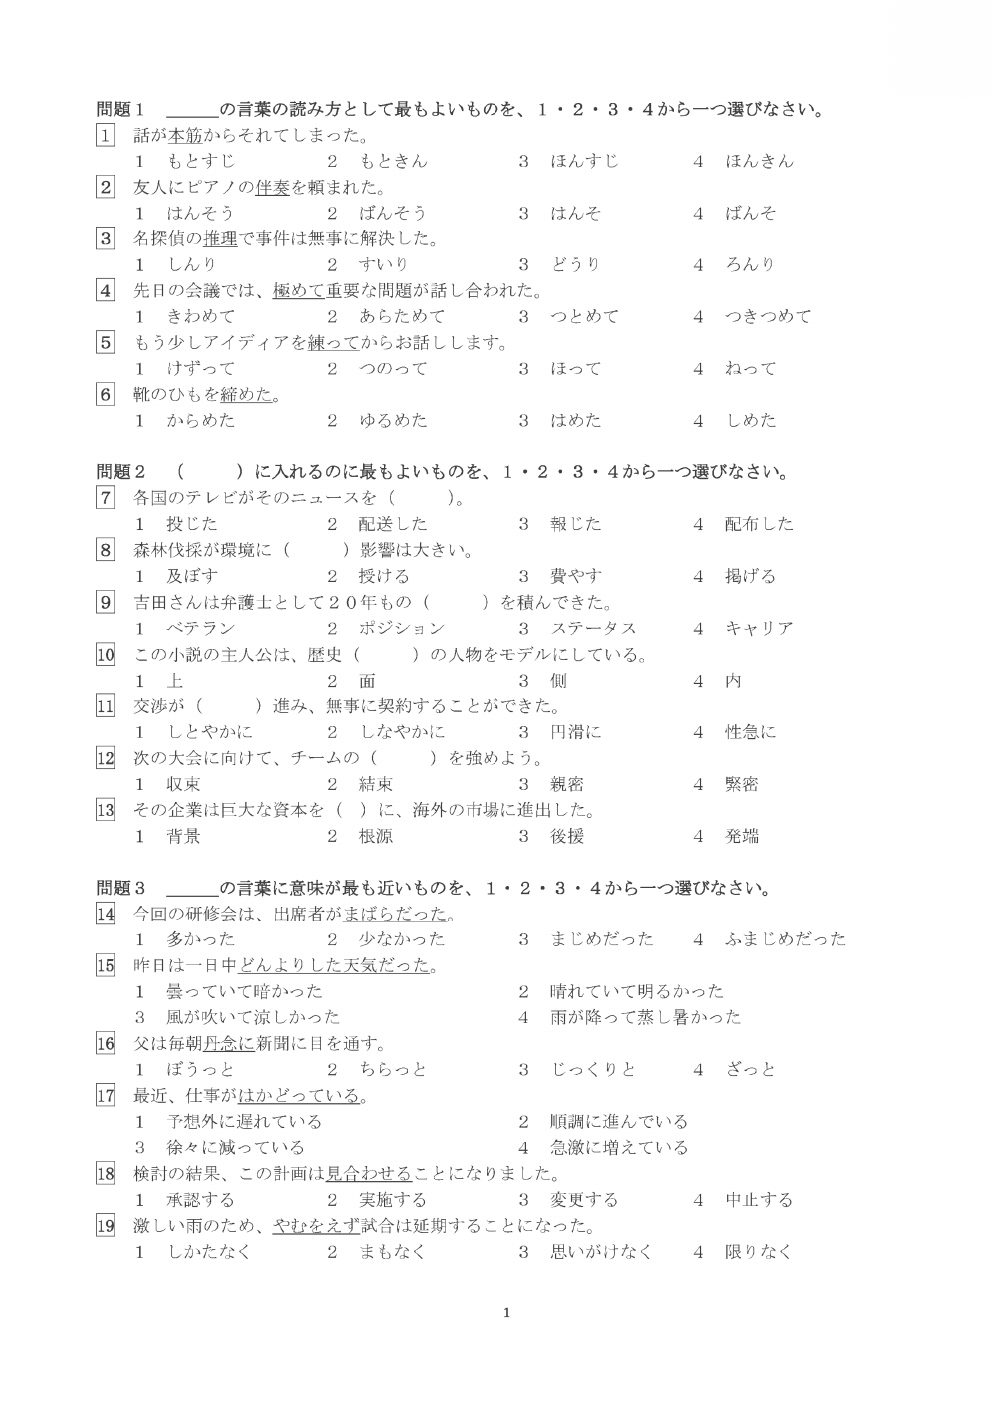 問題１　＿＿＿の言葉の読み方として最もよいものを、１・２・３・４から一つ選びなさい。
1　話が本筋からそれてしまった。
1　もとすじ　2　もときん　3　ほんすじ　4　ほんきん
2　友人にピアノの伴奏を頼まれた。
1　はんそう　2　ばんそう　3　はんそ　4　ばんそ
3　名探偵の推理で事件は無事に解決した。
1　しんり　2　すいり　3　どうり　4　ろんり
4　先日の会議では、極めて重要な問題が話し合われた。
1　きわめて　2　あらためて　3　つとめて　4　つきつめて
5　もう少しアイディアを練ってからお話しします。
1　けずって　2　つのって　3　ほって　4　ねって
6　靴のひもを締めた。
1　からめた　2　ゆるめた　3　はめた　4　しめた
問題２　（　　　）に入れるのに最もよいものを、１・２・３・４から一つ選びなさい。
7　各国のテレビがそのニュースを（　　　）。
1　投じた　2　配送した　3　報じた　4　配布した
8　森林伐採が環境に（　　　）影響は大きい。
1　及ぼす　2　授ける　3　費やす　4　掲げる
9　吉田さんは弁護士として２０年もの（　　　）を積んできた。
1　ベテラン　2　ポジション　3　ステータス　4　キャリア
10　この小説の主人公は、歴史（　　　）の人物をモデルにしている。
1　上　2　面　3　側　4　内
11　交渉が（　　　）進み、無事に契約することができた。
1　しとやかに　2　しなやかに　3　円滑に　4　性急に
12　次の大会に向けて、チームの（　　　）を強めよう。
1　収束　2　結束　3　親密　4　緊密
13　その企業は巨大な資本を（　）に、海外の市場に進出した。
1　背景　2　根源　3　後援　4　発端
問題３　＿＿＿の言葉に意味が最も近いものを、１・２・３・４から一つ選びなさい。
14　今回の研修会は、出席者がまばらだった。
1　多かった　2　少なかった　3　まじめだった　4　ふまじめだった
15　昨日は一日中どんよりした天気だった。
1　曇っていて暗かった　2　晴れていて明るかった
3　風が吹いて涼しかった　4　雨が降って蒸し暑かった
16　父は毎朝丹念に新聞に目を通す。
1　ぼうっと　2　ちらっと　3　じっくりと　4　ざっと
17　最近、仕事がはかどっている。
1　予想外に遅れている　2　順調に進んでいる
3　徐々に減っている　4　急激に増えている
18　検討の結果、この計画は見合わせることになりました。
1　承認する　2　実施する　3　変更する　4　中止する
19　激しい雨のため、やむをえず試合は延期することになった。
1　しかたなく　2　まもなく　3　思いがけなく　4　限りなく
1